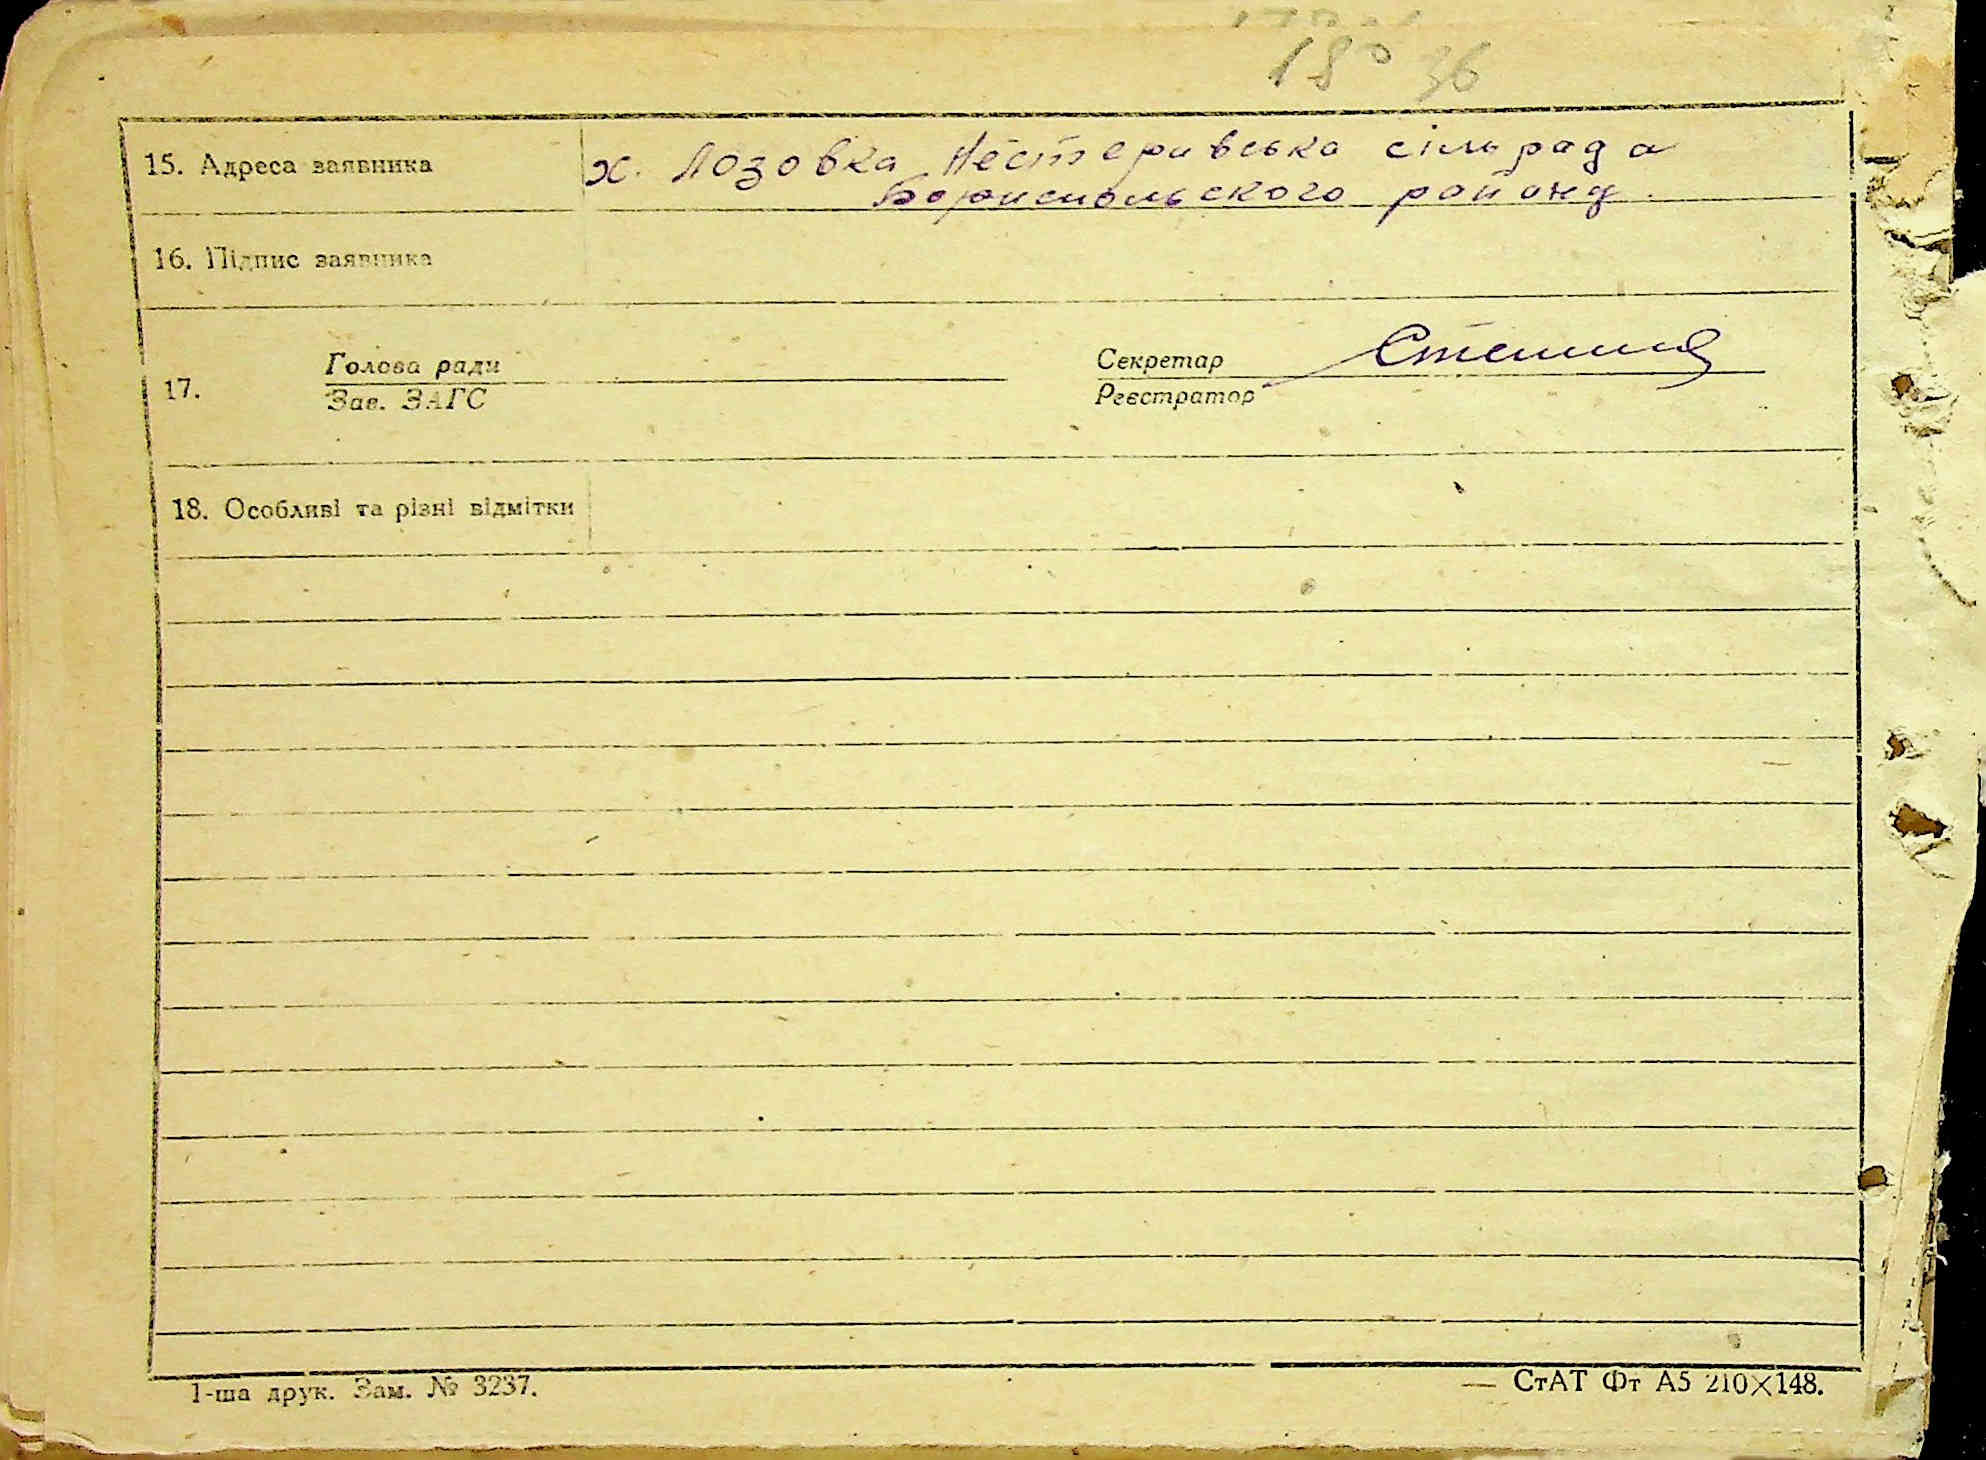 18° 36
15. Адреса заявника х. Лозовка Нестеривська сільрада
Бориспольского району.
16. Підпис заявника
Голова ради Секретар
17.
Зав. ЗАГС Реєстратор
18. Особливі та різні відмітки
1-ша друк. Зам. № 3237. — СтАТ Фт А5 210×148.